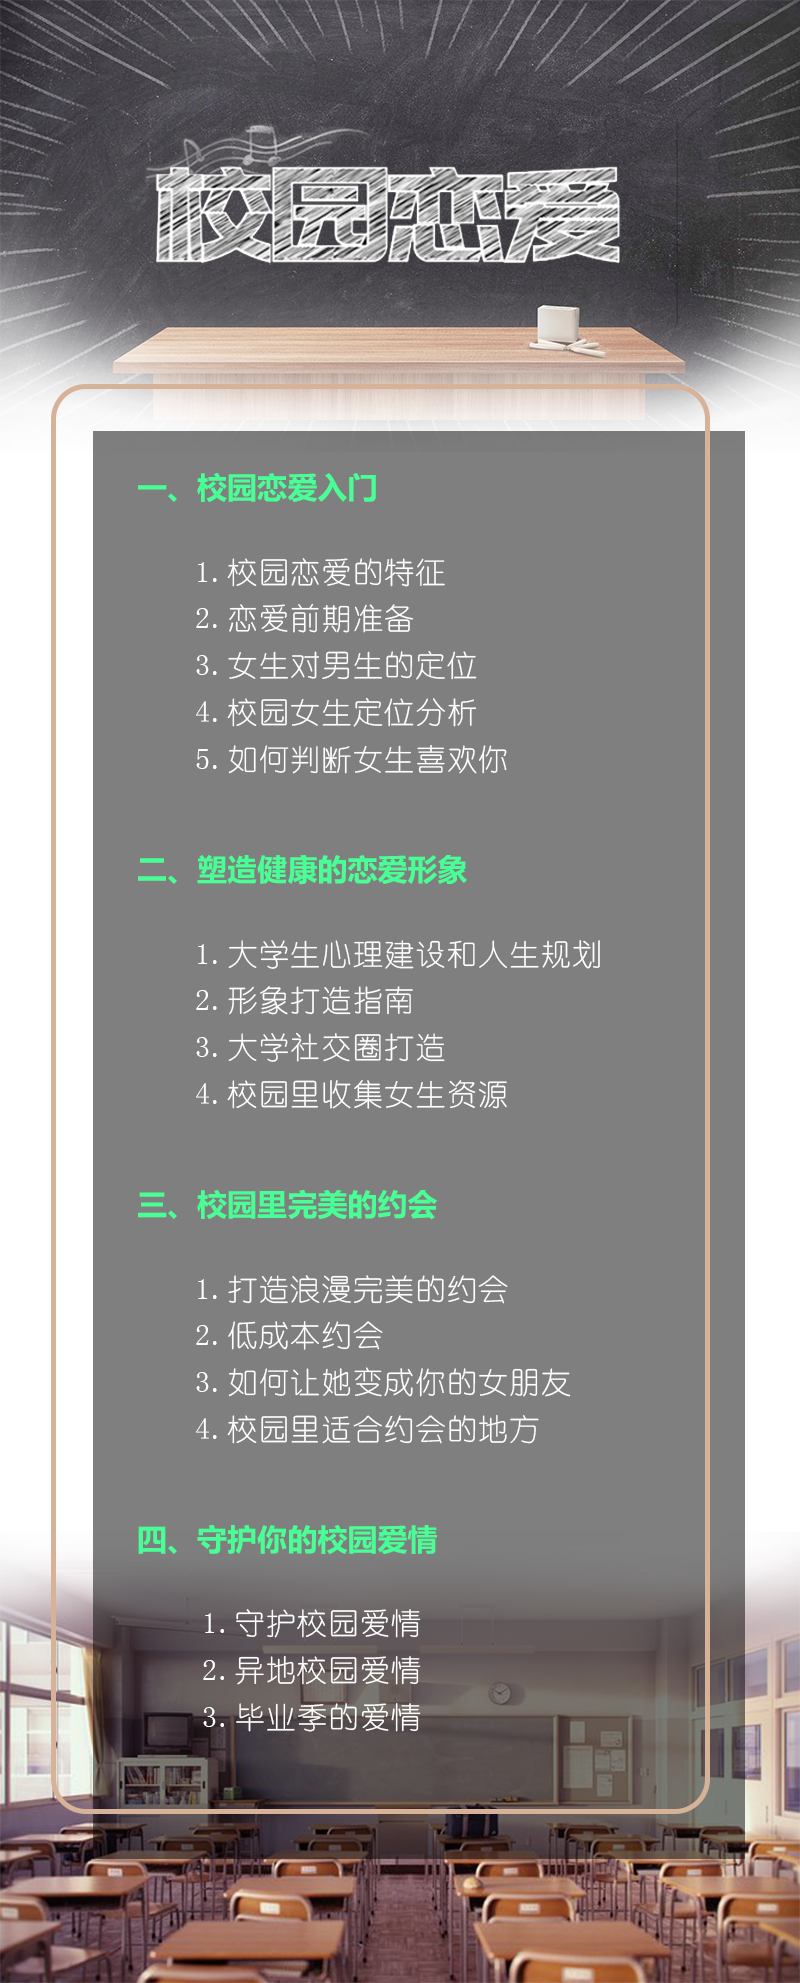 校园恋爱
一、校园恋爱入门
1.校园恋爱的特征
2.恋爱前期准备
3.女生对男生的定位
4.校园女生定位分析
5.如何判断女生喜欢你
二、塑造健康的恋爱形象
1.大学生心理建设和人生规划
2.形象打造指南
3.大学社交圈打造
4.校园里收集女生资源
三、校园里完美的约会
1.打造浪漫完美的约会
2.低成本约会
3.如何让她变成你的女朋友
4.校园里适合约会的地方
四、守护你的校园爱情
1.守护校园爱情
2.异地校园爱情
3.毕业季的爱情